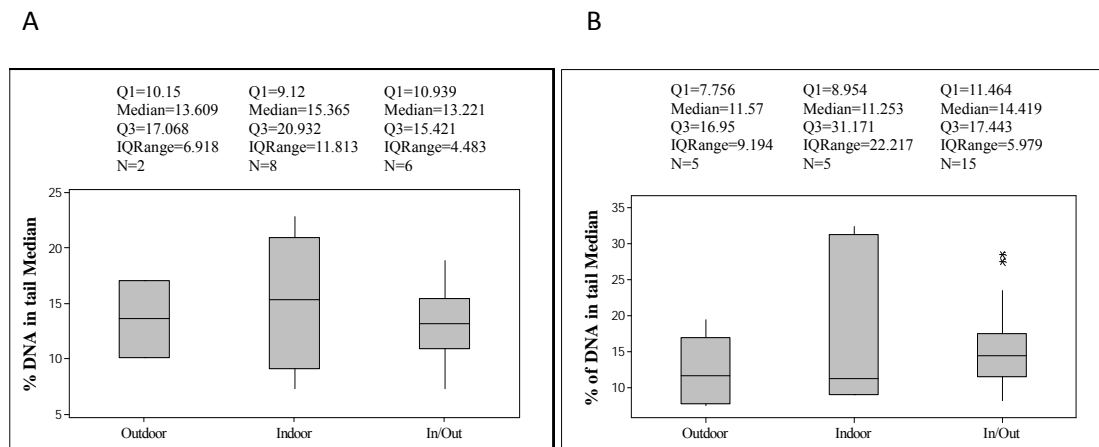 A
B
Q1=10.15
Median=13.609
Q3=17.068
IQRange=6.918
N=2
Q1=9.12
Median=15.365
Q3=20.932
IQRange=11.813
N=8
Q1=10.939
Median=13.221
Q3=15.421
IQRange=4.483
N=6
% DNA in tail Median
25
20
15
10
5
Outdoor
Indoor
In/Out
Q1=7.756
Median=11.57
Q3=16.95
IQRange=9.194
N=5
Q1=8.954
Median=11.253
Q3=31.171
IQRange=22.217
N=5
Q1=11.464
Median=14.419
Q3=17.443
IQRange=5.979
N=15
% of DNA in tail Median
35
30
25
20
15
10
Outdoor
Indoor
In/Out